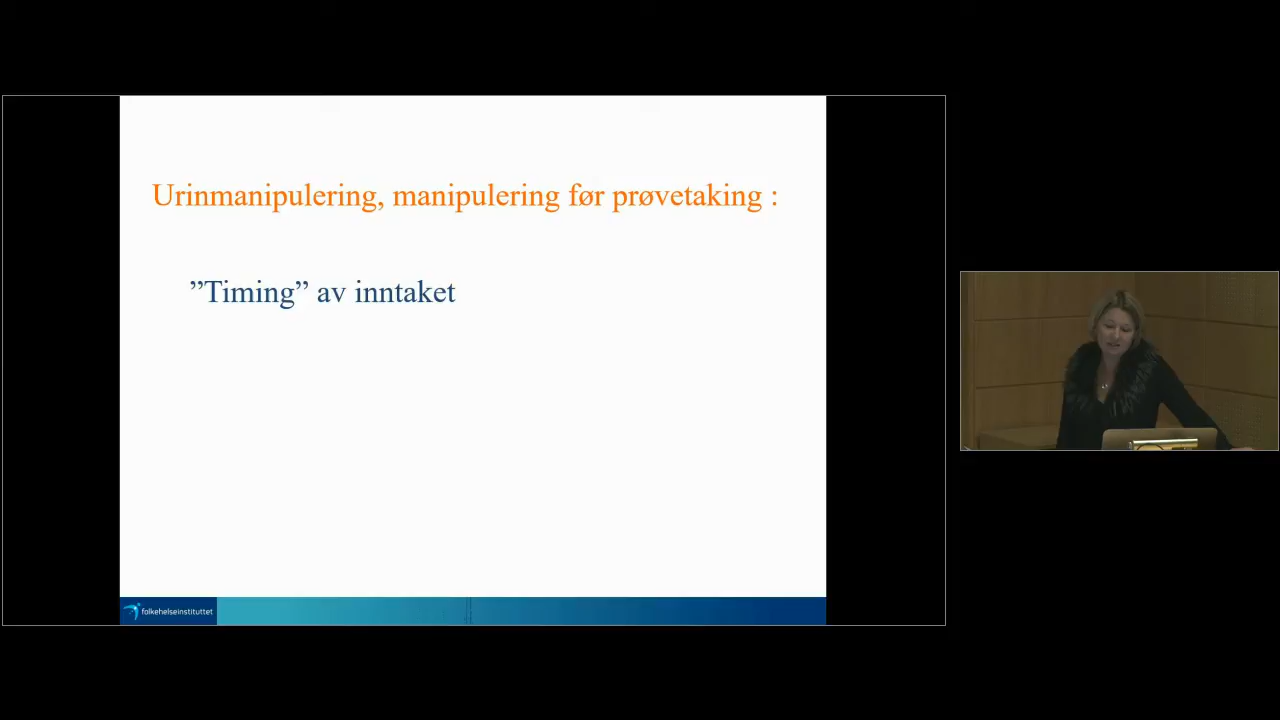 Urinmanipulering, manipulering før prøvetaking :
”Timing” av inntaket
folkehelseinstituttet